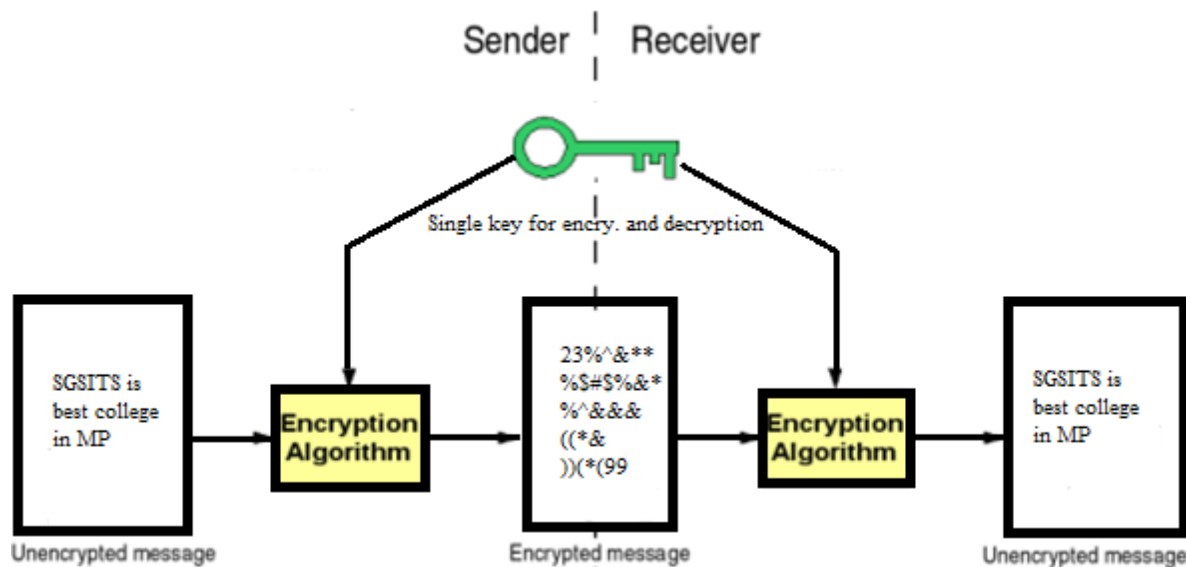 Sender
Receiver
Single key for encry. and decryption
SGSITS is
best college
in MP
Encryption
Algorithm
23%^&**
%$#$%&*
%^&&&
((*&
))(*(99
Encryption
Algorithm
SGSITS is
best college
in MP
Unencrypted message
Encrypted message
Unencrypted message